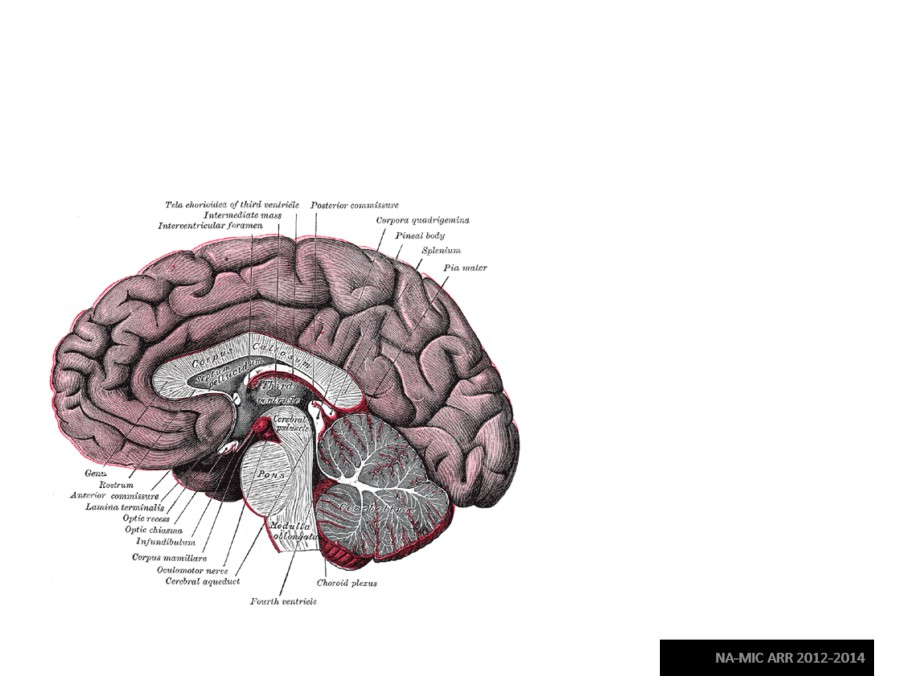 Tela chorioidea of third ventricle
Posterior commissure
Intermediate mass
Interventricular foramen
Corpora quadrigemina
Pineal body
Splenium
Pia mater
Corpus Callosum
Septum pellucidum
Third
ventricle
Cerebral
peduncle
Pons
Cerebellum
Medulla
oblongata
Genu
Rostrum
Anterior commissure
Lamina terminalis
Optic recess
Optic chiasma
Infundibulum
Corpus mamillare
Oculomotor nerve
Cerebral aqueduct
Choroid plexus
Fourth ventricle
NA-MIC ARR 2012-2014